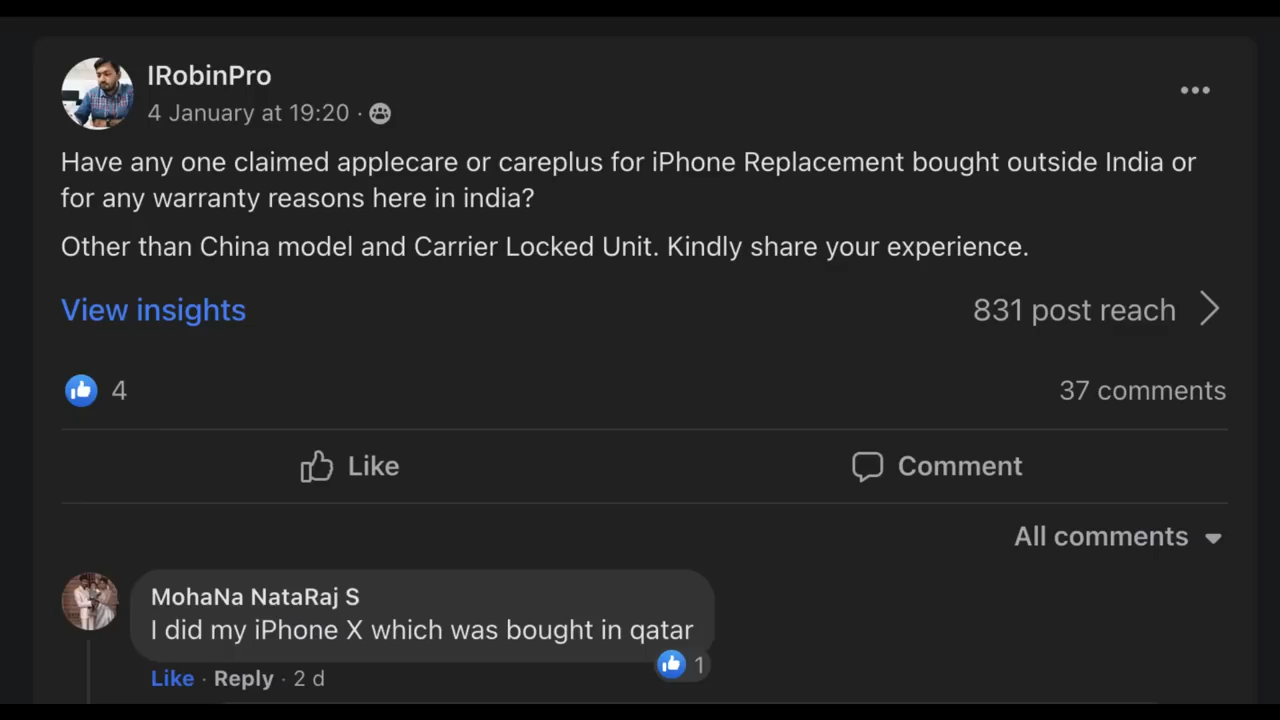 IRobinPro
4 January at 19:20 ·
Have any one claimed applecare or careplus for iPhone Replacement bought outside India or
for any warranty reasons here in india?
Other than China model and Carrier Locked Unit. Kindly share your experience.
View insights
831 post reach
4
37 comments
Like
Comment
All comments
MohaNa NataRaj S
I did my iPhone X which was bought in qatar
1
Like · Reply · 2 d